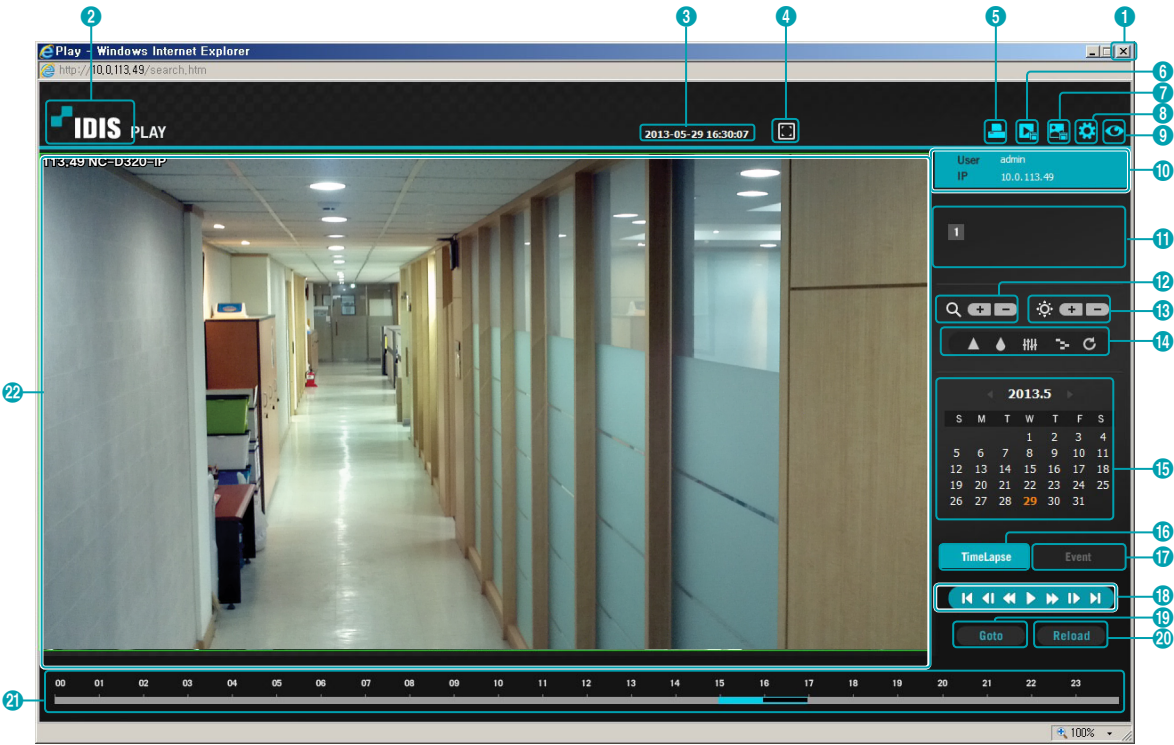 2 3 4 5 1
Play - Windows Internet Explorer
http://10,0,113,49/search,htm
6
7
8
9
IDIS PLAY
2013-05-29 16:30:07
113,49 NC-D320-IP
User admin
IP 10.0.113.49
10
1
11
12
13
14
22
2013.5
S M T W T F S
1 2 3 4
5 6 7 8 9 10 11
12 13 14 15 16 17 18
19 20 21 22 23 24 25
26 27 28 29 30 31
15
16
TimeLapse Event
17
18
19
Goto Reload
20
00 01 02 03 04 05 06 07 08 09 10 11 12 13 14 15 16 17 18 19 20 21 22 23
21
100%